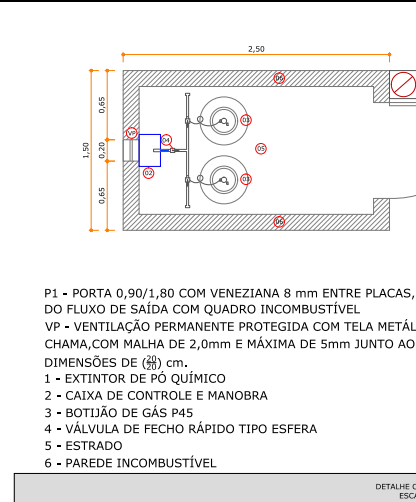 2,50
06
0,65
VP
04
03
1,50
0,20
05
02
03
0,65
06
P1 - PORTA 0,90/1,80 COM VENEZIANA 8 mm ENTRE PLACAS,
DO FLUXO DE SAÍDA COM QUADRO INCOMBUSTÍVEL
VP - VENTILAÇÃO PERMANENTE PROTEGIDA COM TELA METÁL
CHAMA,COM MALHA DE 2,0mm E MÁXIMA DE 5mm JUNTO AO
DIMENSÕES DE (20/20) cm.
1 - EXTINTOR DE PÓ QUÍMICO
2 - CAIXA DE CONTROLE E MANOBRA
3 - BOTIJÃO DE GÁS P45
4 - VÁLVULA DE FECHO RÁPIDO TIPO ESFERA
5 - ESTRADO
6 - PAREDE INCOMBUSTÍVEL
DETALHE C
ESCA